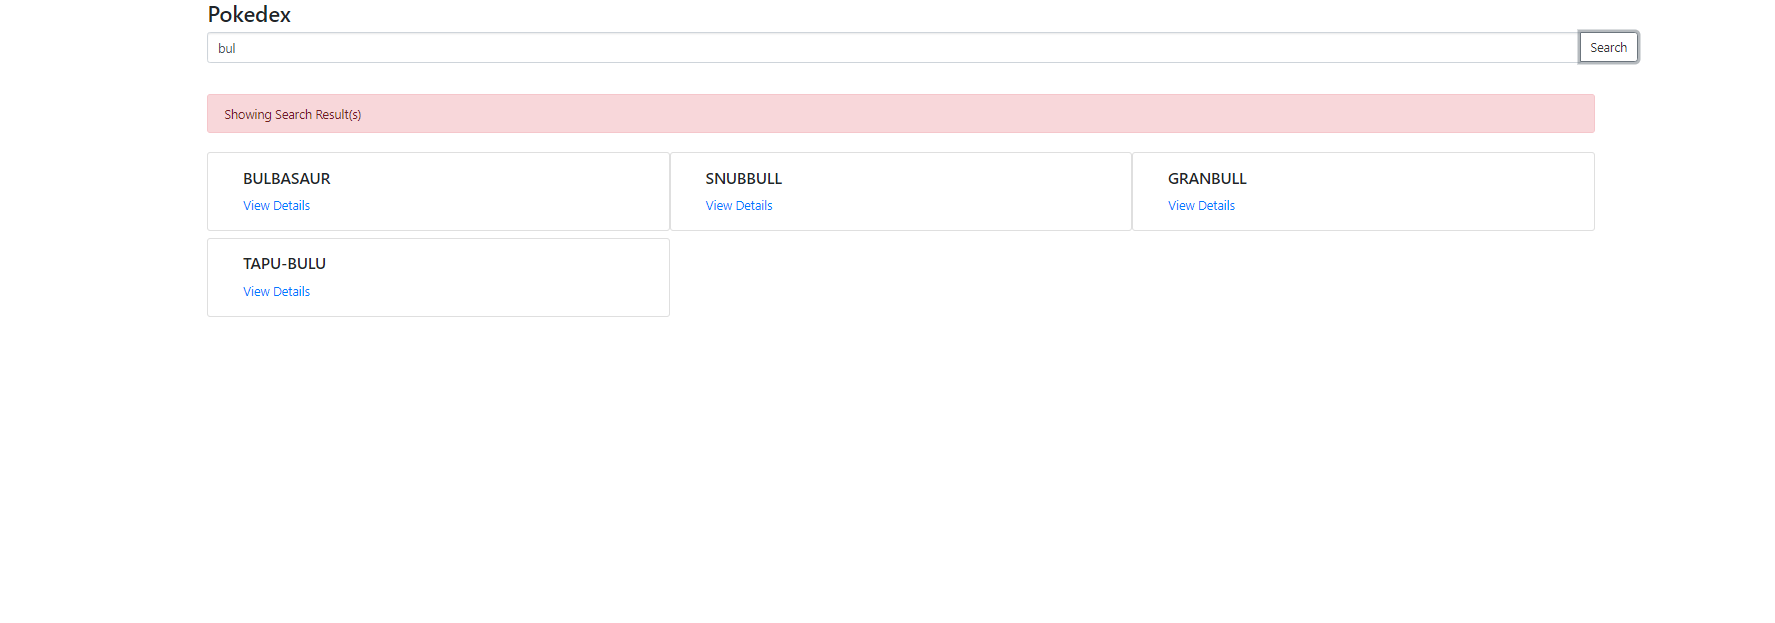 Pokedex
bul
Search
Showing Search Result(s)
BULBASAUR
View Details
SNUBBULL
View Details
GRANBULL
View Details
TAPU-BULU
View Details